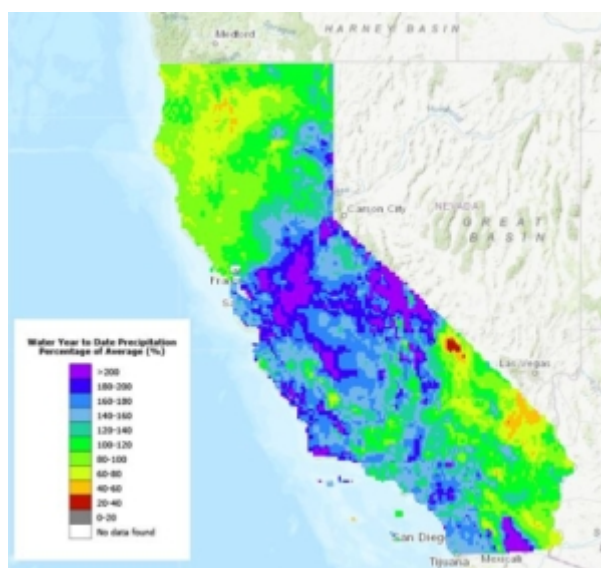 HARNEY BASIN
Medford
Carson City
NEVADA
GREAT
BASIN
Las Vegas
San Diego
Tijuana
Mexicali
Water Year to Date Precipitation
Percentage of Average (%)
>200
180-200
160-180
140-160
120-140
100-120
80-100
60-80
40-60
20-40
0-20
No data found